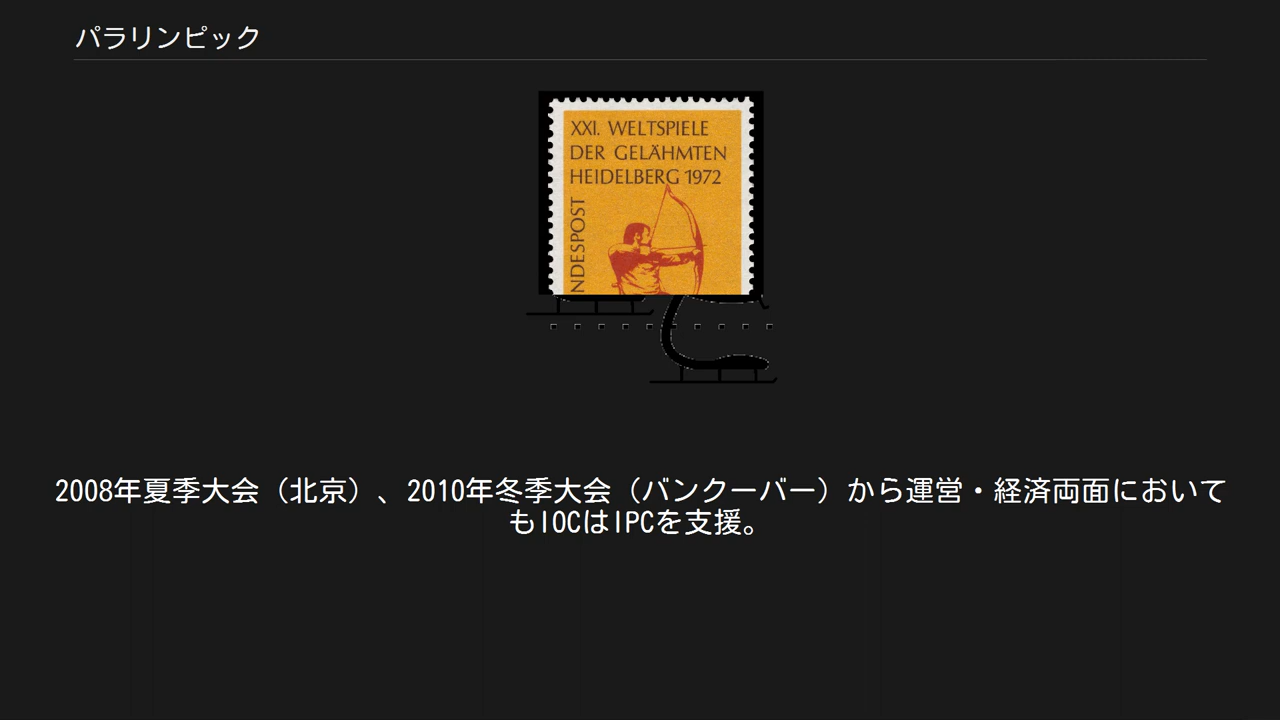 パラリンピック
XXI. WELTSPIELE
DER GELÄHMTEN
HEIDELBERG 1972
NDESPOST
2008年夏季大会（北京）、2010年冬季大会（バンクーバー）から運営・経済両面において
もIOCはIPCを支援。